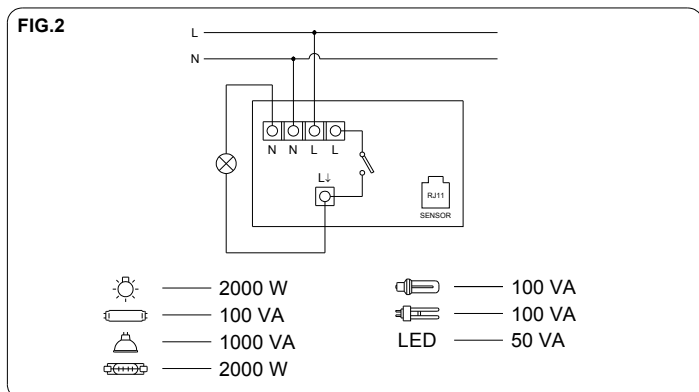 FIG.2
L
N
N N L L
L↓
RJ11
SENSOR
2000 W
100 VA
1000 VA
2000 W
100 VA
100 VA
LED 50 VA